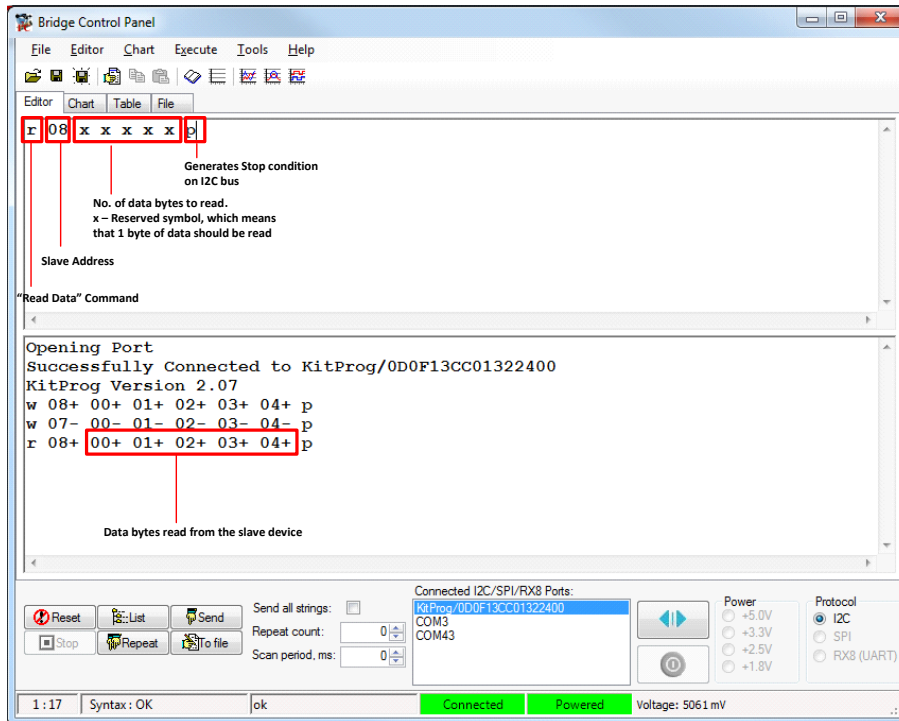 Bridge Control Panel
File Editor Chart Execute Tools Help
Editor Chart Table File
r 08 x x x x x p
Generates Stop condition
on I2C bus
No. of data bytes to read.
x – Reserved symbol, which means
that 1 byte of data should be read
Slave Address
“Read Data” Command
Opening Port
Successfully Connected to KitProg/0D0F13CC01322400
KitProg Version 2.07
w 08+ 00+ 01+ 02+ 03+ 04+ p
w 07- 00- 01- 02- 03- 04- p
r 08+ 00+ 01+ 02+ 03+ 04+ p
Data bytes read from the slave device
Connected I2C/SPI/RX8 Ports:
Reset List Send
Stop Repeat To file
Send all strings:
Repeat count: 0
Scan period, ms: 0
KitProg/0D0F13CC01322400
COM3
COM43
Power
+5.0V
+3.3V
+2.5V
+1.8V
Protocol
I2C
SPI
RX8 (UART)
1:17 Syntax : OK ok Connected Powered Voltage: 5061 mV